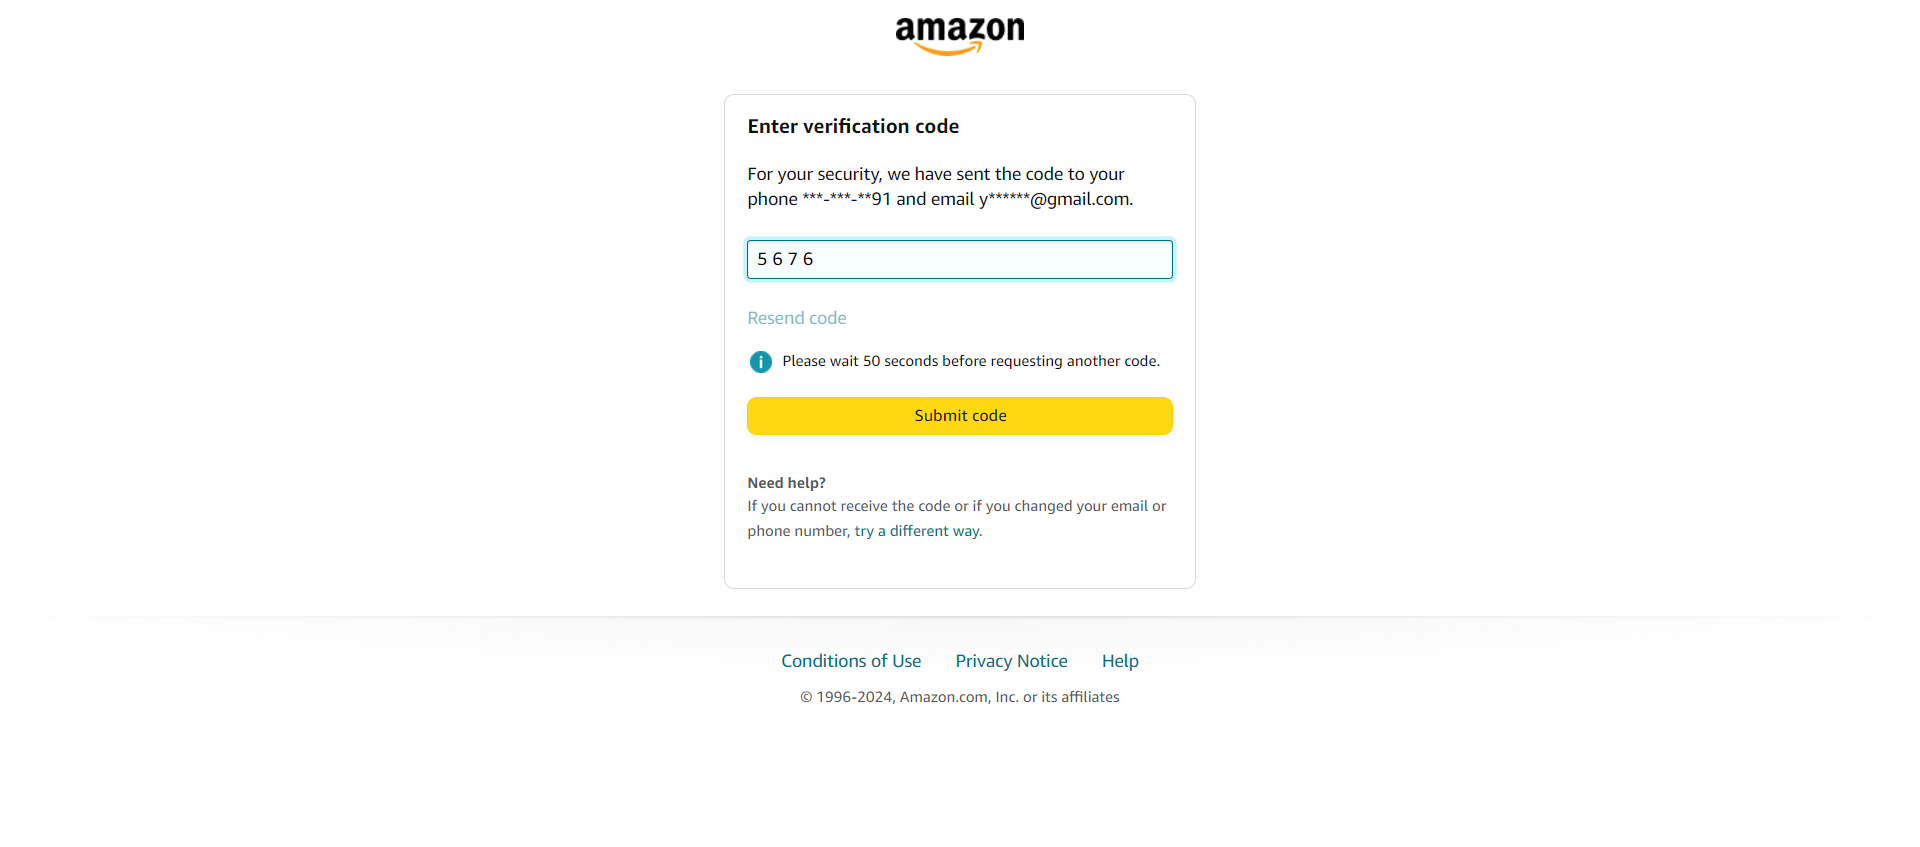 amazon
Enter verification code
For your security, we have sent the code to your
phone ***-***-**91 and email y******@gmail.com.
5 6 7 6
Resend code
i Please wait 50 seconds before requesting another code.
Submit code
Need help?
If you cannot receive the code or if you changed your email or
phone number, try a different way.
Conditions of Use Privacy Notice Help
© 1996-2024, Amazon.com, Inc. or its affiliates